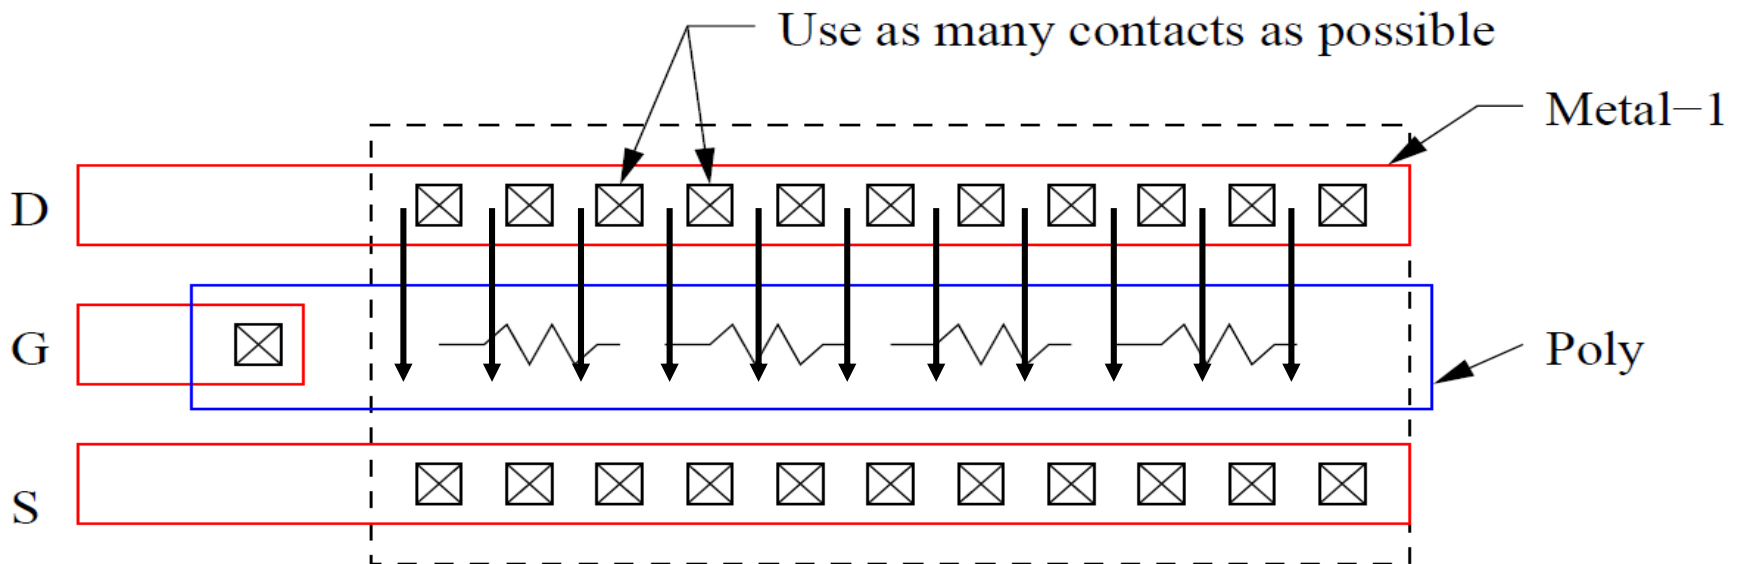 Use as many contacts as possible
Metal−1
D
G
Poly
S